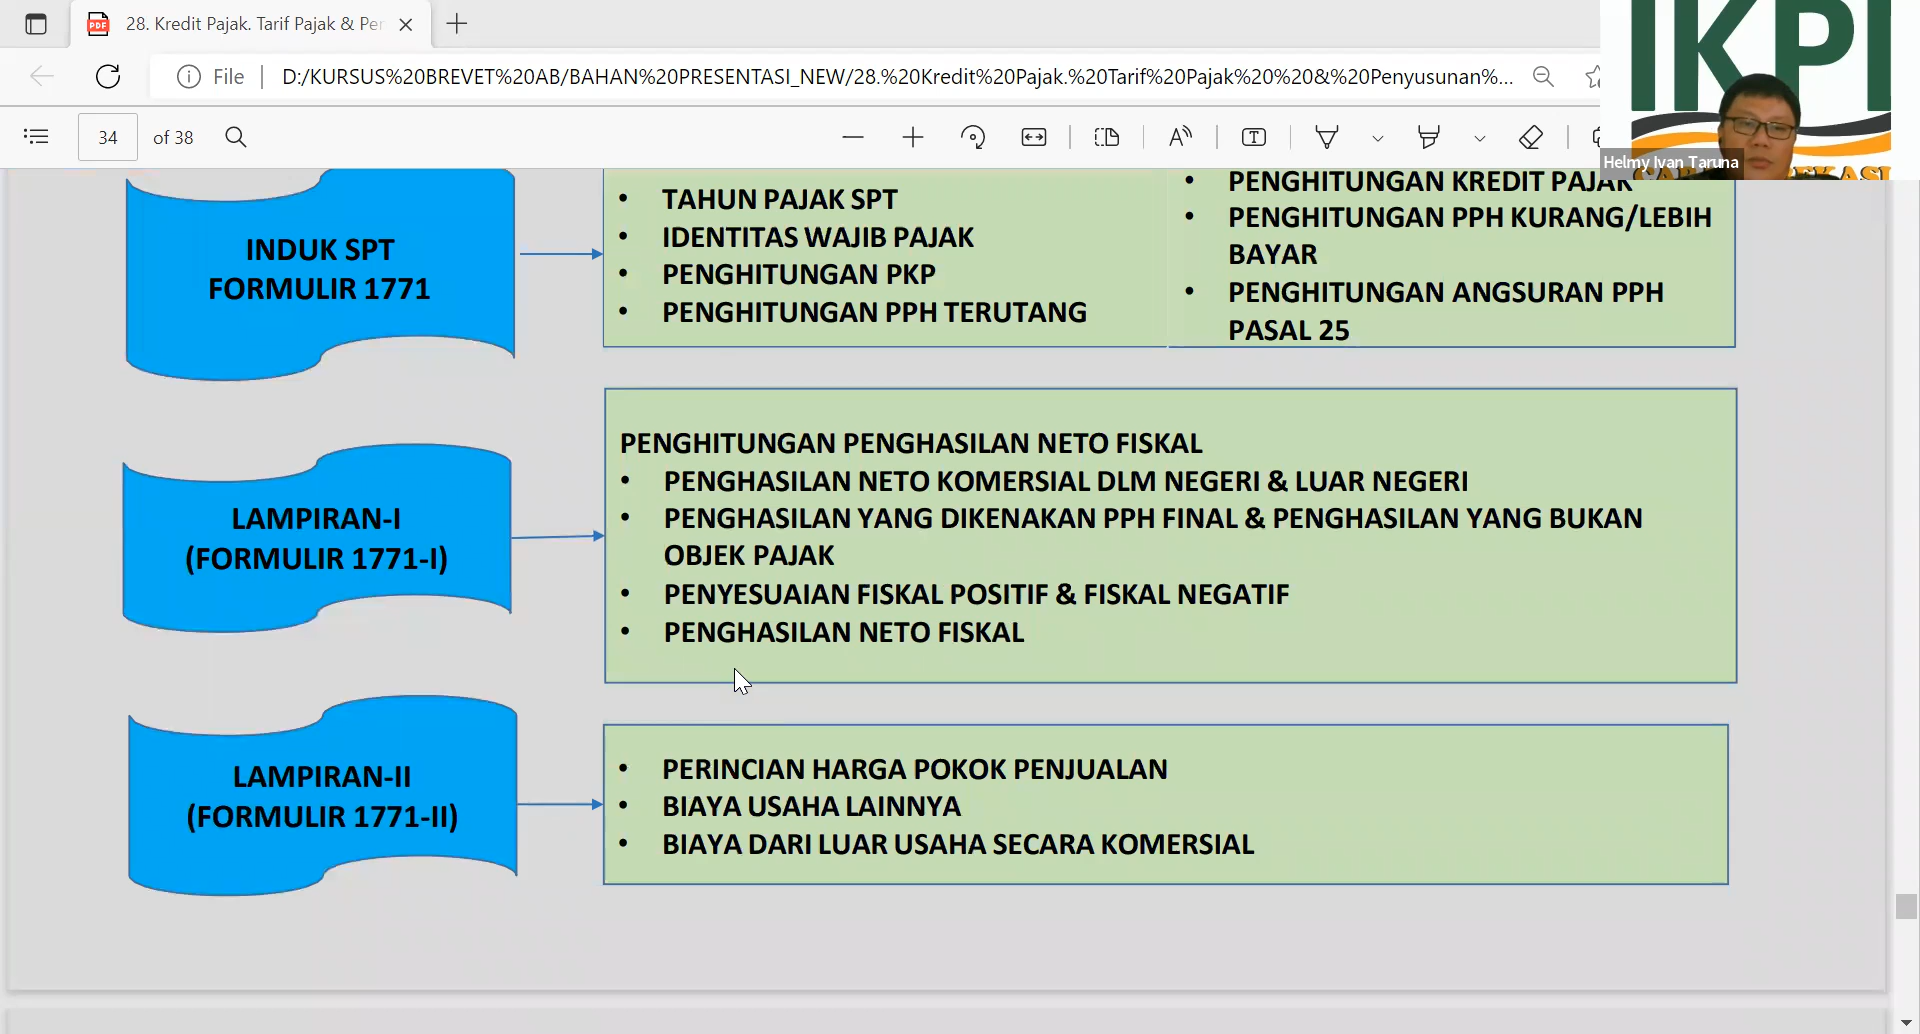 28. Kredit Pajak. Tarif Pajak & Per
File
D:/KURSUS%20BREVET%20AB/BAHAN%20PRESENTASI_NEW/28.%20Kredit%20Pajak.%20Tarif%20Pajak%20%20&%20Penyusunan%...
IKPI
34 of 38
Helmy Ivan Taruna
INDUK SPT
FORMULIR 1771
• TAHUN PAJAK SPT
• IDENTITAS WAJIB PAJAK
• PENGHITUNGAN PKP
• PENGHITUNGAN PPH TERUTANG
• PENGHITUNGAN KREDIT PAJAK
• PENGHITUNGAN PPH KURANG/LEBIH
BAYAR
• PENGHITUNGAN ANGSURAN PPH
PASAL 25
LAMPIRAN-I
(FORMULIR 1771-I)
PENGHITUNGAN PENGHASILAN NETO FISKAL
• PENGHASILAN NETO KOMERSIAL DLM NEGERI & LUAR NEGERI
• PENGHASILAN YANG DIKENAKAN PPH FINAL & PENGHASILAN YANG BUKAN
OBJEK PAJAK
• PENYESUAIAN FISKAL POSITIF & FISKAL NEGATIF
• PENGHASILAN NETO FISKAL
LAMPIRAN-II
(FORMULIR 1771-II)
• PERINCIAN HARGA POKOK PENJUALAN
• BIAYA USAHA LAINNYA
• BIAYA DARI LUAR USAHA SECARA KOMERSIAL